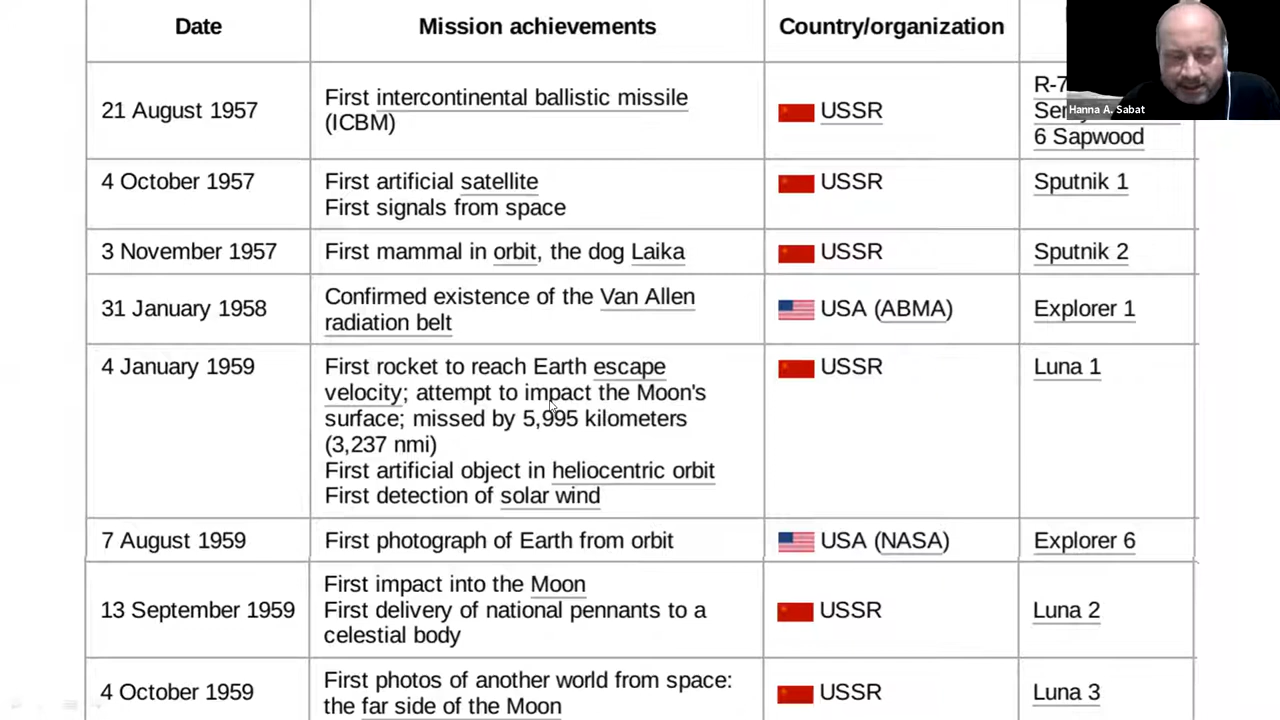 Date Mission achievements Country/organization
21 August 1957
First intercontinental ballistic missile
(ICBM)
USSR
R-7
6 Sapwood
Hanna A. Sabat
4 October 1957
First artificial satellite
First signals from space
USSR
Sputnik 1
3 November 1957
First mammal in orbit, the dog Laika
USSR
Sputnik 2
31 January 1958
Confirmed existence of the Van Allen
radiation belt
USA (ABMA)
Explorer 1
4 January 1959
First rocket to reach Earth escape
velocity; attempt to impact the Moon's
surface; missed by 5,995 kilometers
(3,237 nmi)
First artificial object in heliocentric orbit
First detection of solar wind
USSR
Luna 1
7 August 1959
First photograph of Earth from orbit
USA (NASA)
Explorer 6
13 September 1959
First impact into the Moon
First delivery of national pennants to a
celestial body
USSR
Luna 2
4 October 1959
First photos of another world from space:
the far side of the Moon
USSR
Luna 3